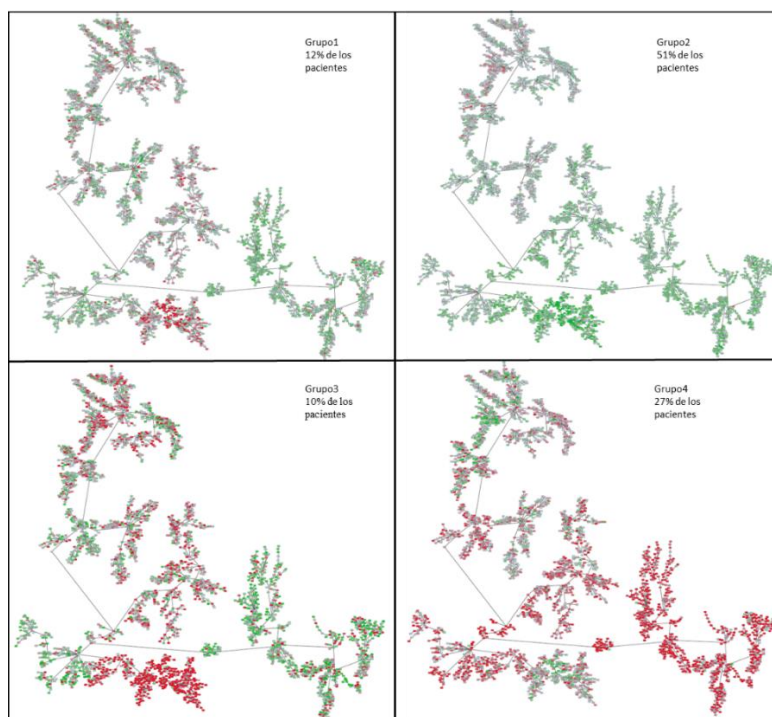 Grupo1
12% de los
pacientes
Grupo2
51% de los
pacientes
Grupo3
10% de los
pacientes
Grupo4
27% de los
pacientes